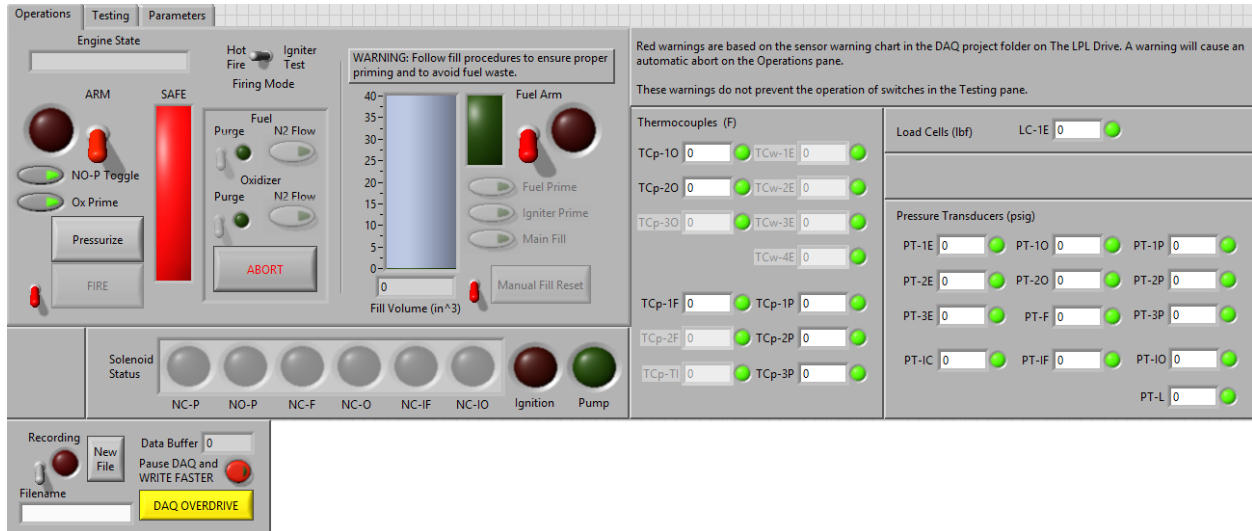 Operations Testing Parameters
Engine State
Hot Fire Igniter Test
Firing Mode
ARM SAFE
NO-P Toggle
Ox Prime
Pressurize
FIRE
Fuel
Purge N2 Flow
Oxidizer
Purge N2 Flow
ABORT
WARNING: Follow fill procedures to ensure proper
priming and to avoid fuel waste.
40
35
30
25
20
15
10
5
0
0
Fill Volume (in^3)
Fuel Arm
Fuel Prime
Igniter Prime
Main Fill
Manual Fill Reset
Solenoid
Status
NC-P NO-P NC-F NC-O NC-IF NC-IO Ignition Pump
Red warnings are based on the sensor warning chart in the DAQ project folder on The LPL Drive. A warning will cause an
automatic abort on the Operations pane.
These warnings do not prevent the operation of switches in the Testing pane.
Thermocouples (F)
TCp-1O 0 TCw-1E 0
TCp-2O 0 TCw-2E 0
TCp-3O 0 TCw-3E 0
TCw-4E 0
TCp-1F 0 TCp-1P 0
TCp-2F 0 TCp-2P 0
TCp-TI 0 TCp-3P 0
Load Cells (lbf) LC-1E 0
Pressure Transducers (psig)
PT-1E 0 PT-1O 0 PT-1P 0
PT-2E 0 PT-2O 0 PT-2P 0
PT-3E 0 PT-F 0 PT-3P 0
PT-IC 0 PT-IF 0 PT-IO 0
PT-L 0
Recording
New
File
Data Buffer 0
Pause DAQ and
WRITE FASTER
Filename
DAQ OVERDRIVE